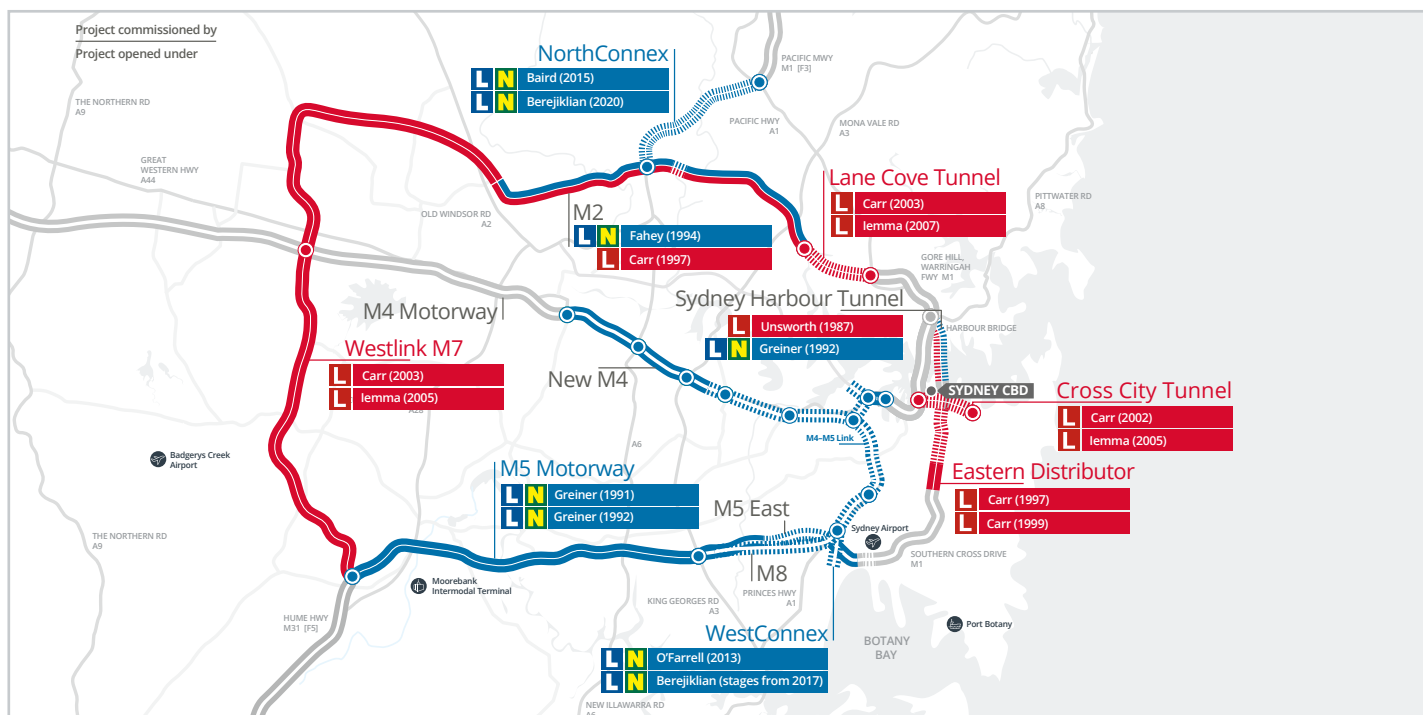 Project commissioned by
Project opened under
NorthConnex
L N Baird (2015)
L N Berejiklian (2020)
PACIFIC MWY
M1 [F3]
THE NORTHERN RD
A9
PACIFIC HWY
A1
MONA VALE RD
A3
GREAT
WESTERN HWY
A44
Lane Cove Tunnel
L Carr (2003)
L Iemma (2007)
PITTWATER RD
A8
OLD WINDSOR RD
A2
M2
L N Fahey (1994)
L Carr (1997)
GORE HILL,
WARRINGAH
FWY M1
M4 Motorway
Sydney Harbour Tunnel
L Unsworth (1987)
L N Greiner (1992)
HARBOUR BRIDGE
Westlink M7
L Carr (2003)
L Iemma (2005)
A28
New M4
SYDNEY CBD
Cross City Tunnel
L Carr (2002)
L Iemma (2005)
M4–M5 Link
A6
Badgerys Creek
Airport
M5 Motorway
L N Greiner (1991)
L N Greiner (1992)
Eastern Distributor
L Carr (1997)
L Carr (1999)
M5 East
Sydney Airport
THE NORTHERN RD
A9
SOUTHERN CROSS DRIVE
M1
M8
Moorebank
Intermodal Terminal
PRINCES HWY
A1
KING GEORGES RD
A3
HUME HWY
M31 [F5]
WestConnex
L N O’Farrell (2013)
L N Berejiklian (stages from 2017)
BOTANY
BAY
Port Botany
NEW ILLAWARRA RD
A6